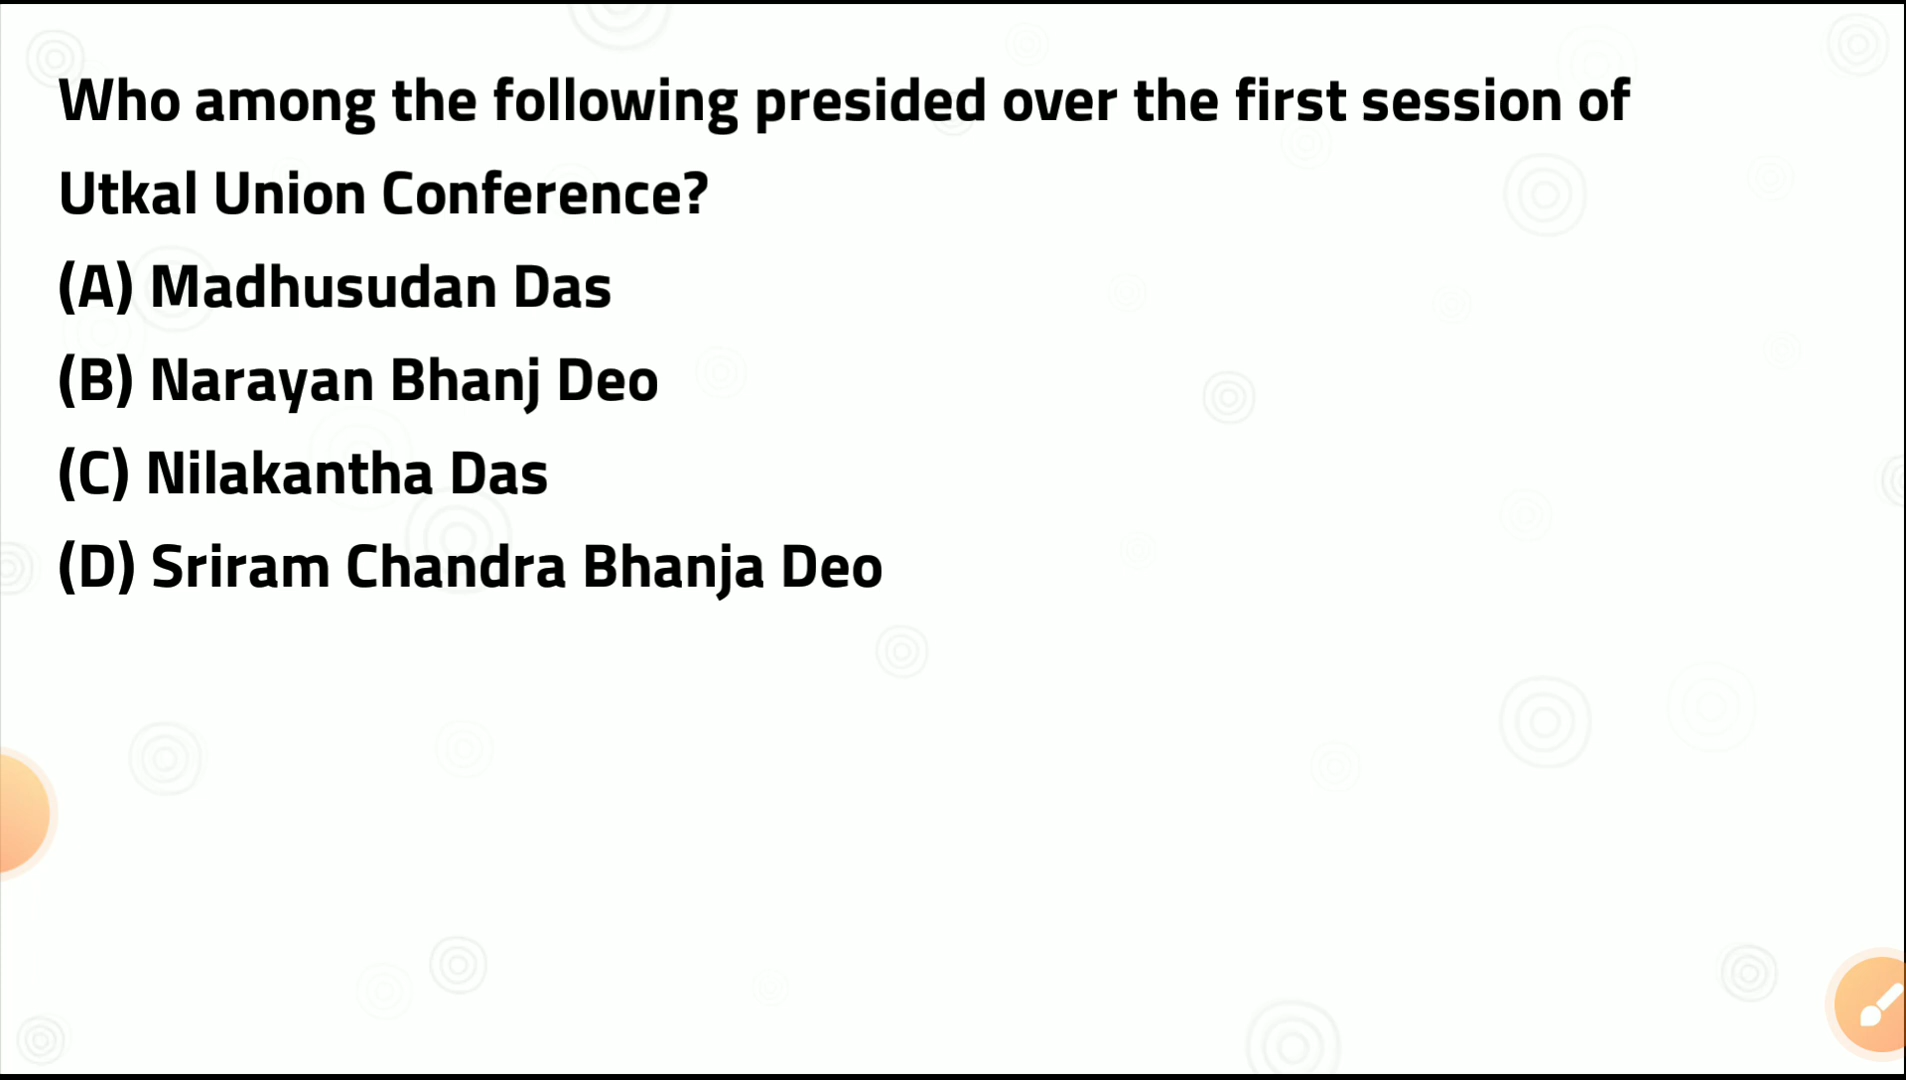 Who among the following presided over the first session of
Utkal Union Conference?
(A) Madhusudan Das
(B) Narayan Bhanj Deo
(C) Nilakantha Das
(D) Sriram Chandra Bhanja Deo